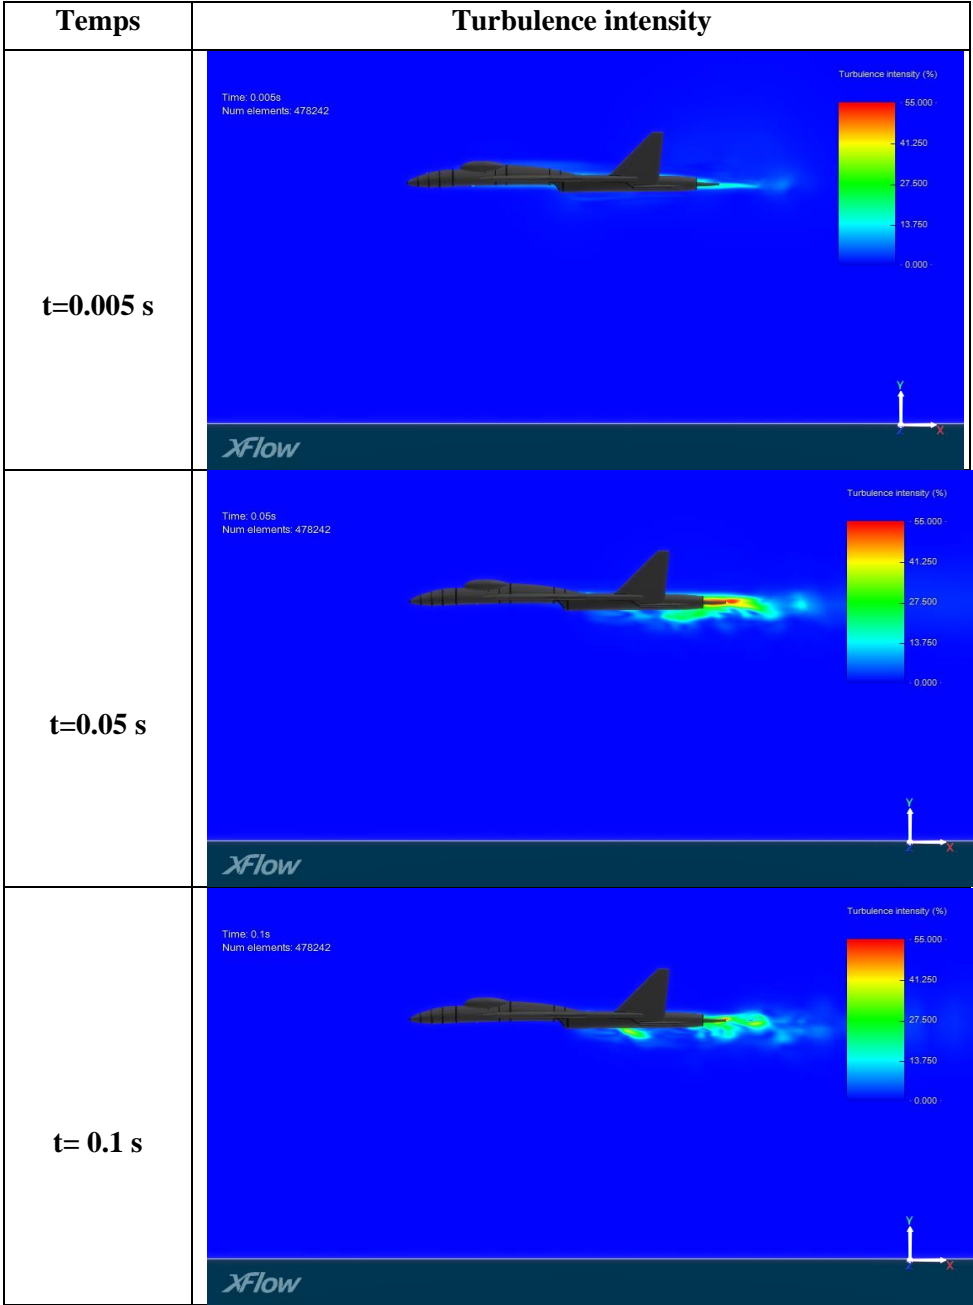 Temps Turbulence intensity
t=0.005 s
Time: 0.005s
Num elements: 478242
Turbulence intensity (%)
55.000
41.250
27.500
13.750
0.000
Y
Z X
XFlow
t=0.05 s
Time: 0.05s
Num elements: 478242
Turbulence intensity (%)
55.000
41.250
27.500
13.750
0.000
Y
Z X
XFlow
t= 0.1 s
Time: 0.1s
Num elements: 478242
Turbulence intensity (%)
55.000
41.250
27.500
13.750
0.000
Y
Z X
XFlow